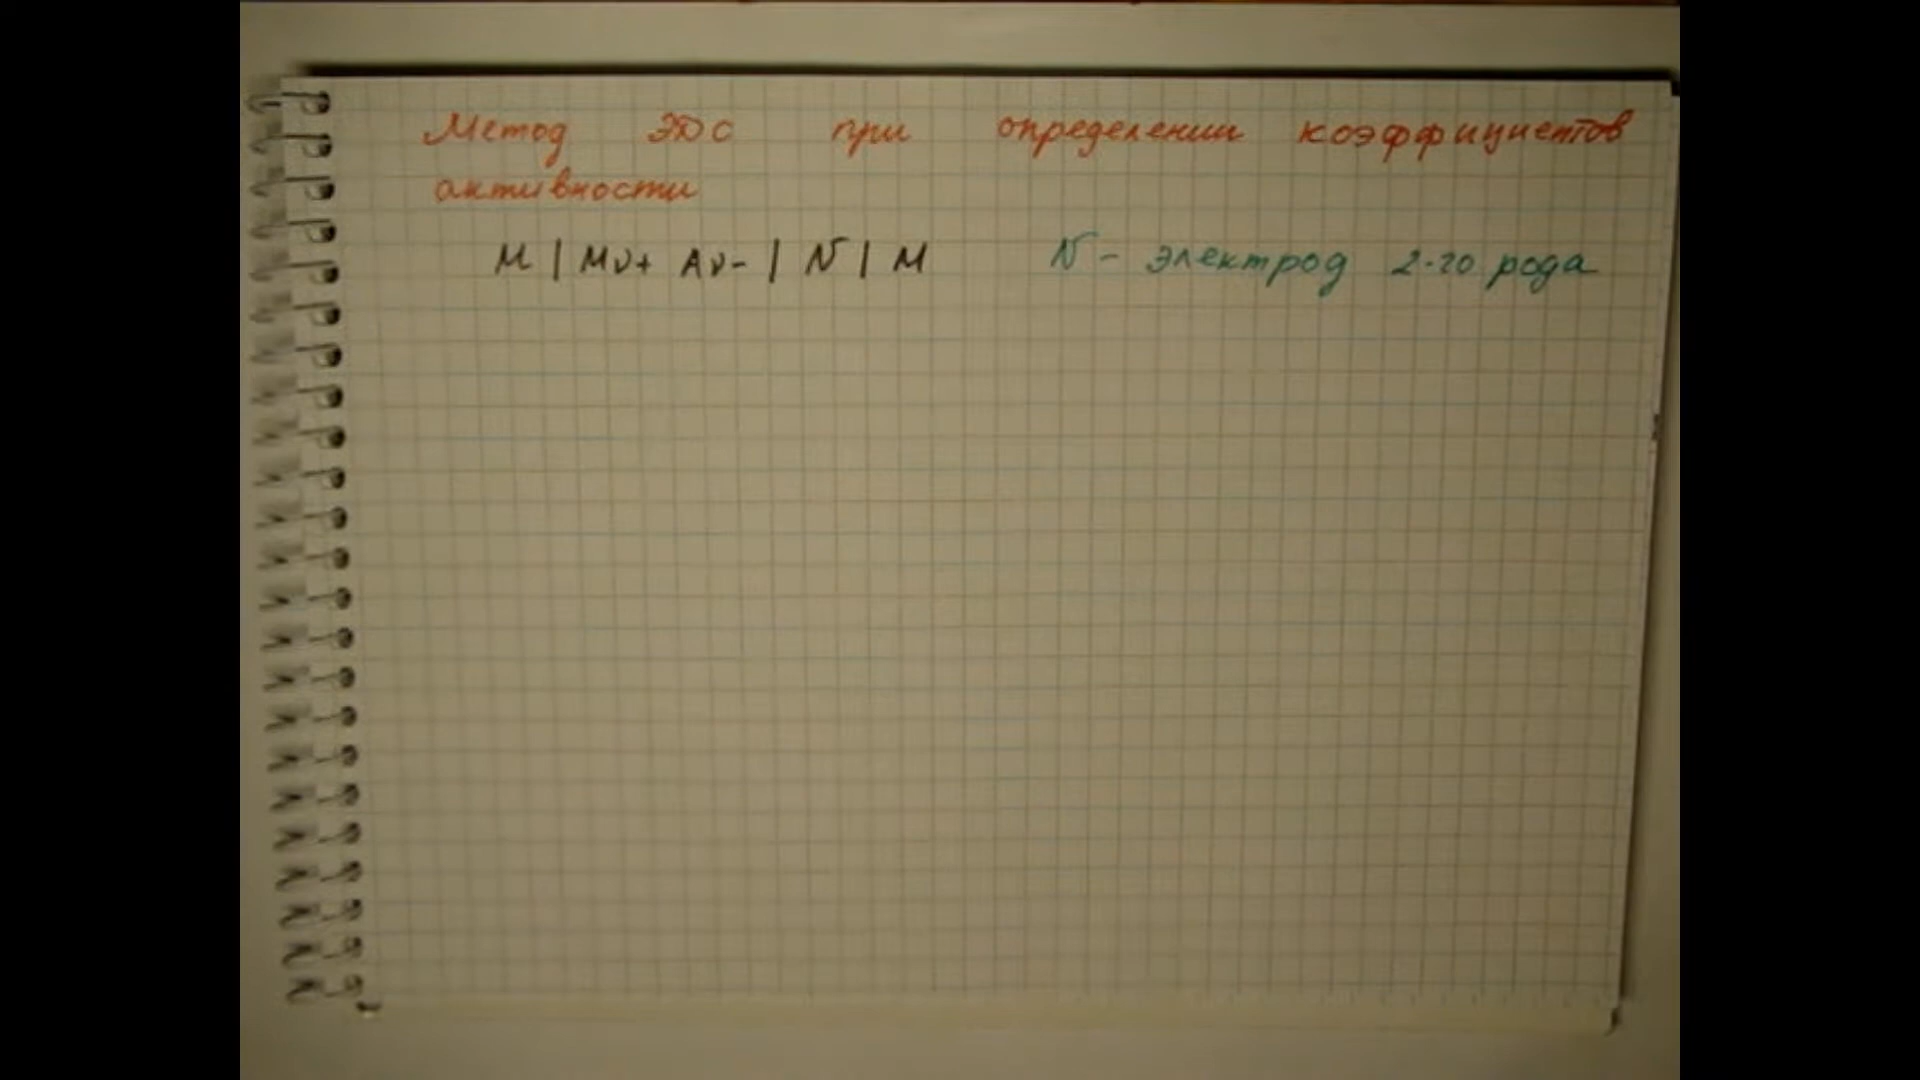 Метод ЭДС при определении коэффициентов
активности
M | Mν+ Aν- | N | M N - электрод 2-го рода